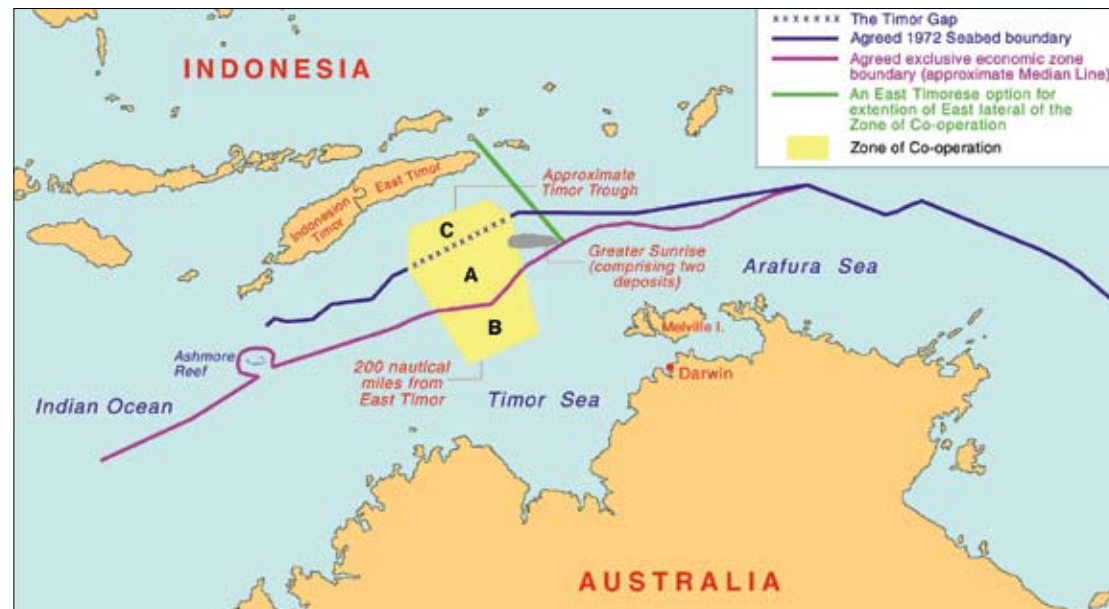 x x x x x x x The Timor Gap
Agreed 1972 Seabed boundary
Agreed exclusive economic zone
boundary (approximate Median Line)
An East Timorese option for
extention of East lateral of the
Zone of Co-operation
Zone of Co-operation
INDONESIA
East Timor
Indonesian
Timor
Approximate
Timor Trough
C
A
B
Greater Sunrise
(comprising two
deposits)
Arafura Sea
Melville I.
Darwin
Ashmore
Reef
200 nautical
miles from
East Timor
Indian Ocean
Timor Sea
AUSTRALIA